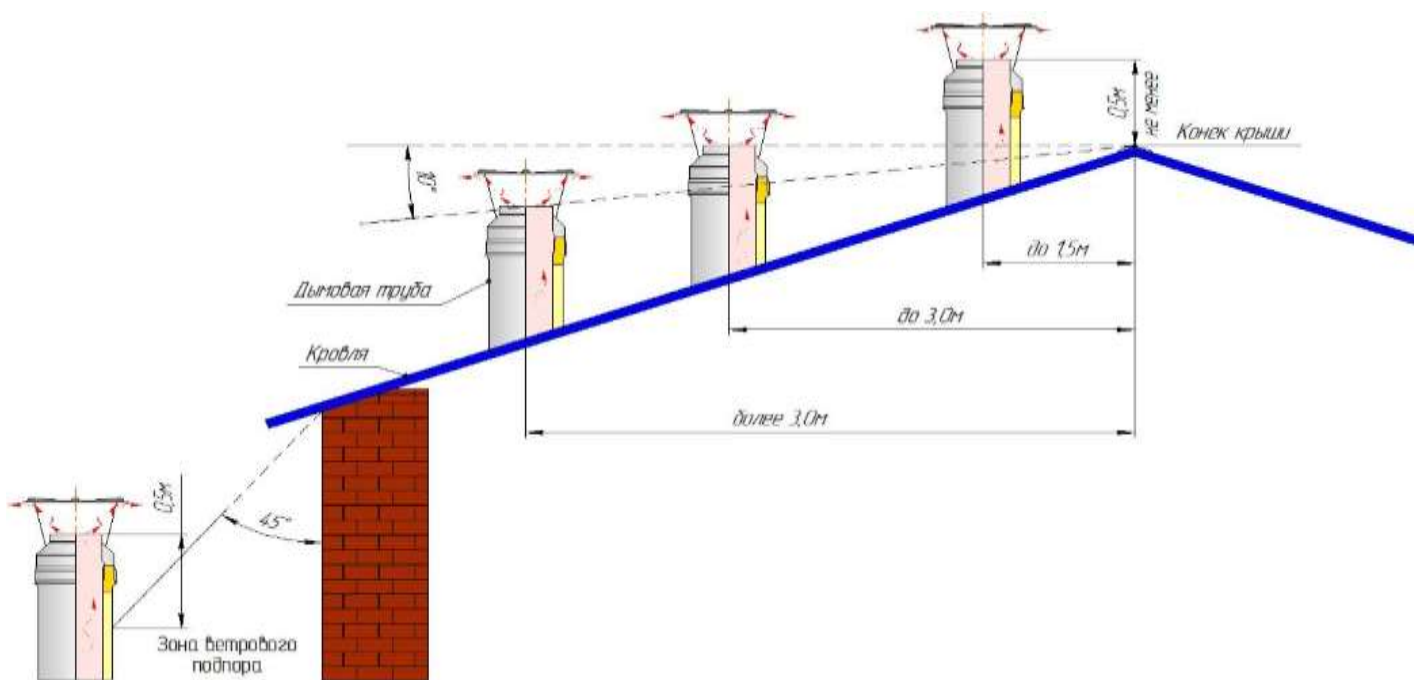 0,5м
не менее
Конек крыши
10°
до 1,5м
Дымовая труба
до 3,0м
Кровля
более 3,0м
0,5м
45°
Зона ветрового
подпора